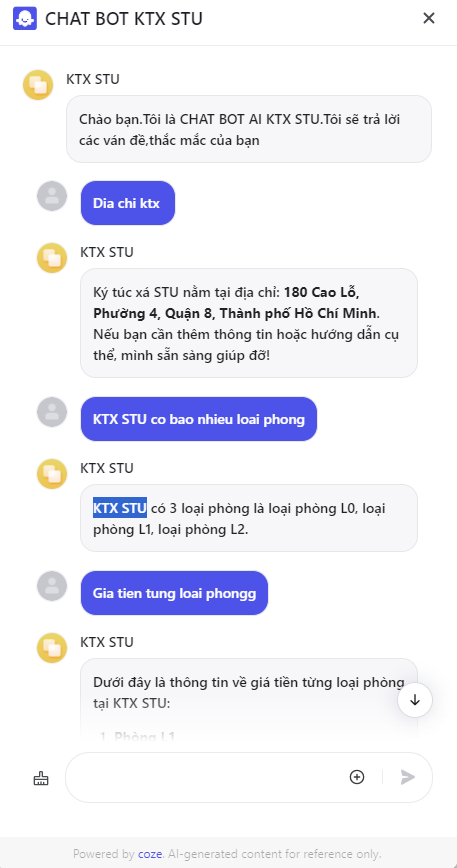 CHAT BOT KTX STU
KTX STU
Chào bạn.Tôi là CHAT BOT AI KTX STU.Tôi sẽ trả lời
các ván đề,thắc mắc của bạn
Dia chi ktx
KTX STU
Ký túc xá STU nằm tại địa chỉ: 180 Cao Lỗ,
Phường 4, Quận 8, Thành phố Hồ Chí Minh.
Nếu bạn cần thêm thông tin hoặc hướng dẫn cụ
thể, mình sẵn sàng giúp đỡ!
KTX STU co bao nhieu loai phong
KTX STU
KTX STU có 3 loại phòng là loại phòng L0, loại
phòng L1, loại phòng L2.
Gia tien tung loai phongg
KTX STU
Dưới đây là thông tin về giá tiền từng loại phòng
tại KTX STU:
1. Phòng L1
Powered by coze. AI-generated content for reference only.